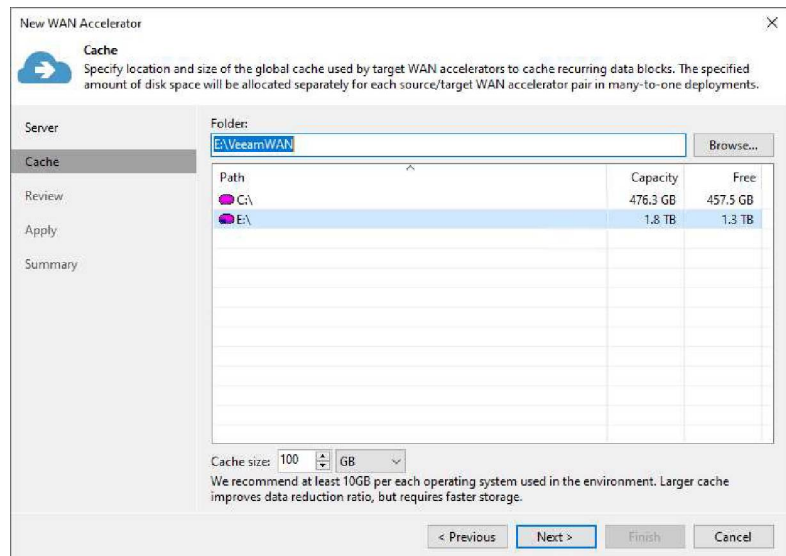 New WAN Accelerator
Cache
Specify location and size of the global cache used by target WAN accelerators to cache recurring data blocks. The specified
amount of disk space will be allocated separately for each source/target WAN accelerator pair in many-to-one deployments.
Server
Cache
Review
Apply
Summary
Folder:
E:\VeeamWAN
Browse...
Path Capacity Free
C:\ 476.3 GB 457.5 GB
E:\ 1.8 TB 1.3 TB
Cache size: 100 GB
We recommend at least 10GB per each operating system used in the environment. Larger cache
improves data reduction ratio, but requires faster storage.
< Previous Next > Finish Cancel